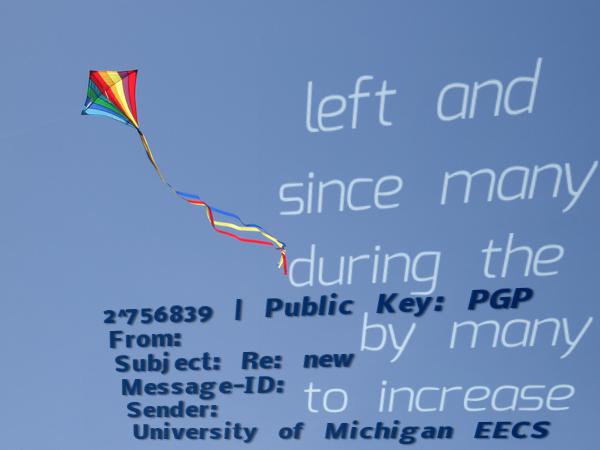 left and
since many
during the
by many
to increase
2^756839 | Public Key: PGP
From:
Subject: Re: new
Message-ID:
Sender:
University of Michigan EECS